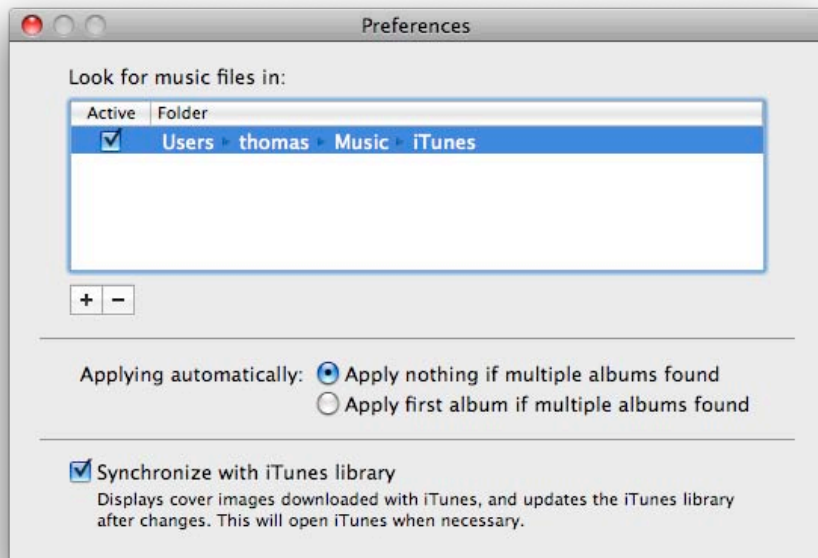 Preferences
Look for music files in:
Active Folder
Users thomas Music iTunes
+ −
Applying automatically: Apply nothing if multiple albums found
Apply first album if multiple albums found
Synchronize with iTunes library
Displays cover images downloaded with iTunes, and updates the iTunes library
after changes. This will open iTunes when necessary.